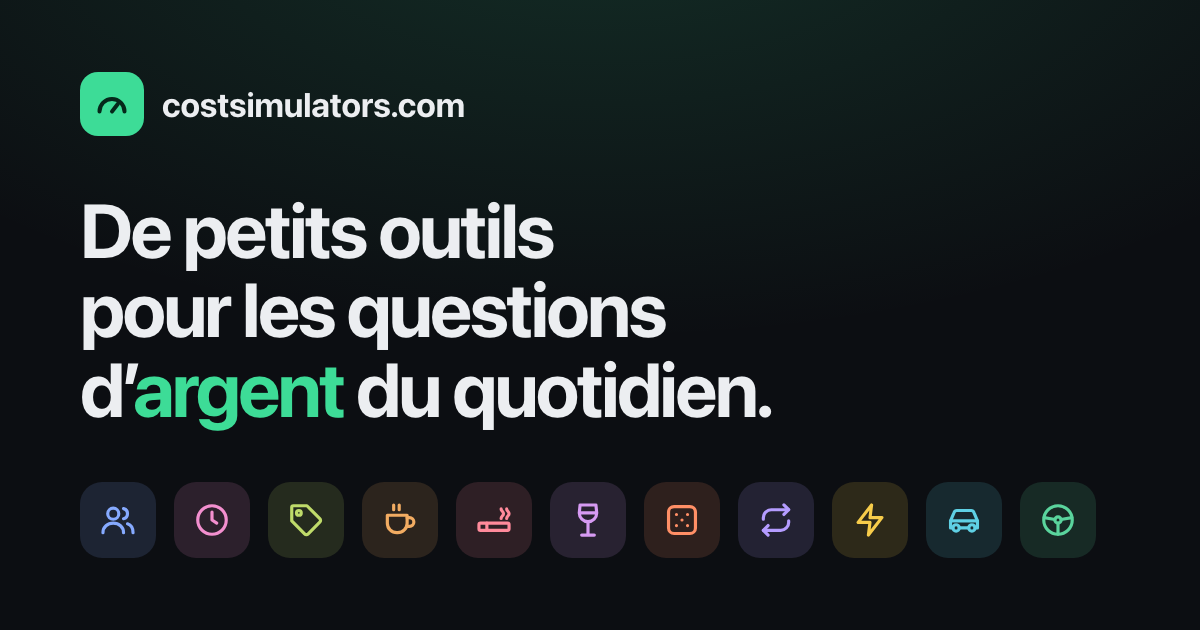 costsimulators.com
De petits outils
pour les questions
d’argent du quotidien.